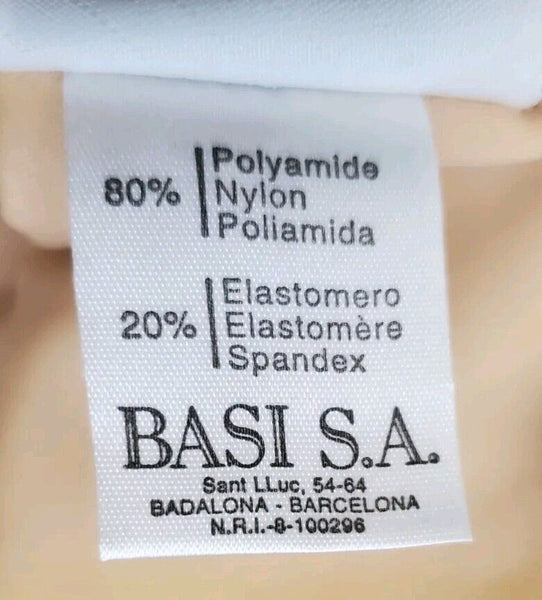 80%
Polyamide
Nylon
Poliamida
20%
Elastomero
Elastomère
Spandex
BASI S.A.
Sant LLuc, 54-64
BADALONA - BARCELONA
N.R.I.-8-100296